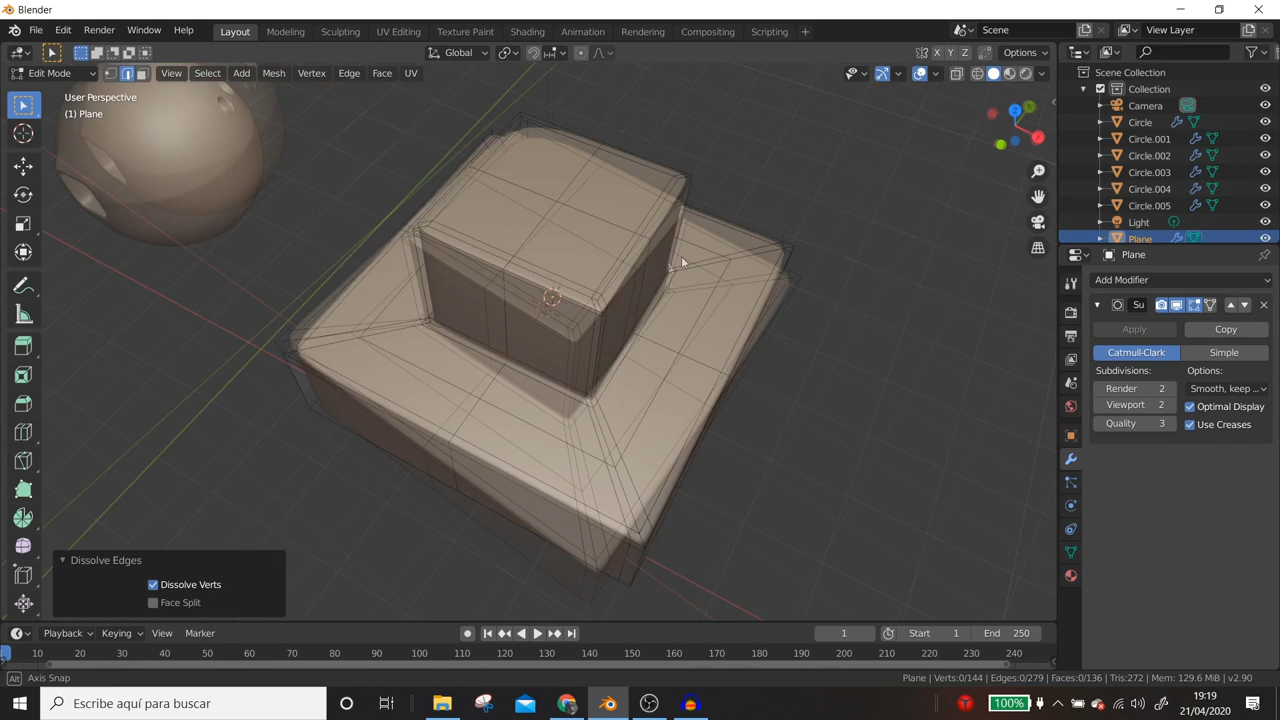 Blender
File Edit Render Window Help
Layout Modeling Sculpting UV Editing Texture Paint Shading Animation Rendering Compositing Scripting +
Scene
View Layer
Global
X Y Z
Options
Edit Mode
View Select Add Mesh Vertex Edge Face UV
User Perspective
(1) Plane
Scene Collection
Collection
Camera
Circle
Circle.001
Circle.002
Circle.003
Circle.004
Circle.005
Light
Plane
Plane
Add Modifier
Su
Apply
Copy
Catmull-Clark
Simple
Subdivisions:
Options:
Render 2
Smooth, keep ...
Viewport 2
Optimal Display
Quality 3
Use Creases
Dissolve Edges
Dissolve Verts
Face Split
Playback Keying View Marker
1
Start 1
End 250
10 20 30 40 50 60 70 80 90 100 110 120 130 140 150 160 170 180 190 200 210 220 230 240
Alt Axis Snap
Plane | Verts:0/144 | Edges:0/279 | Faces:0/136 | Tris:272 | Mem: 129.6 MiB | v2.90
Escribe aquí para buscar
100%
19:19
21/04/2020